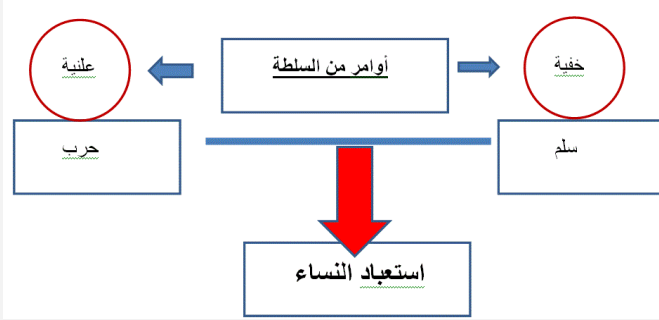 خفية
أوامر من السلطة
علنية
سلم
حرب
استعباد النساء